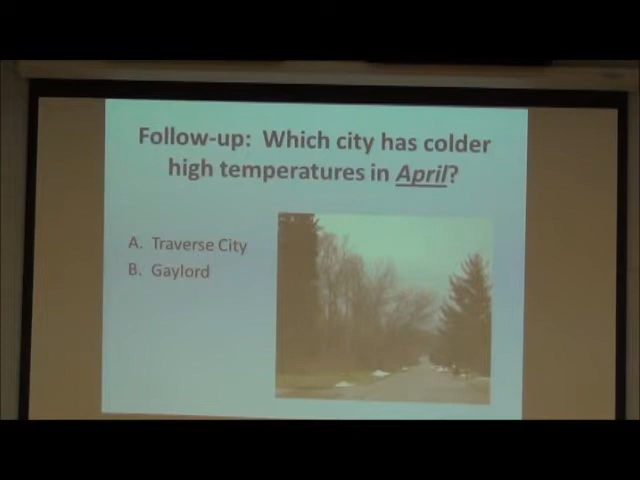 Follow-up: Which city has colder
high temperatures in April?
A. Traverse City
B. Gaylord